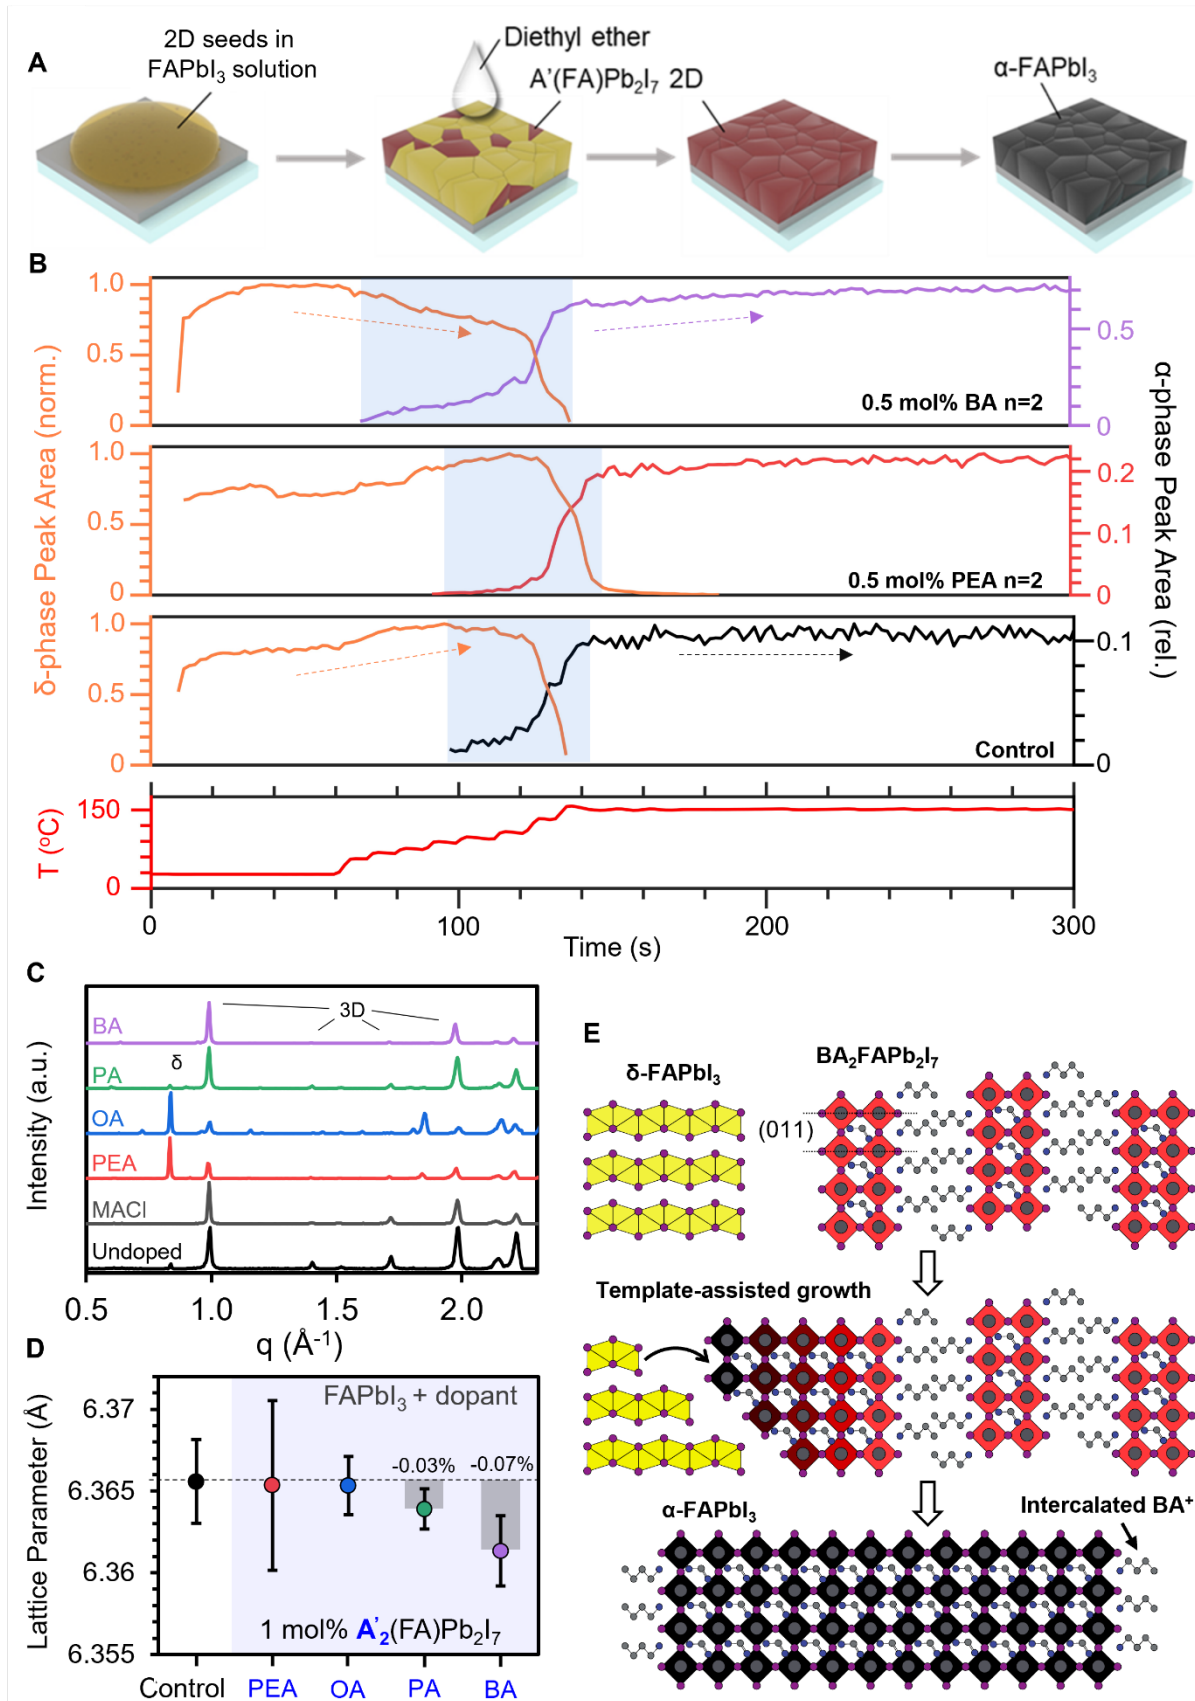 A
2D seeds in
FAPbI₃ solution
Diethyl ether
A'(FA)Pb₂I₇ 2D
α-FAPbI₃
B
δ-phase Peak Area (norm.)
α-phase Peak Area (rel.)
1.0
0.5
0
0.5
0
0.5 mol% BA n=2
1.0
0.5
0
0.2
0.1
0
0.5 mol% PEA n=2
1.0
0.5
0
0.1
0
Control
T (ºC)
150
0
0
100
200
300
Time (s)
C
Intensity (a.u.)
BA
3D
PA
δ
OA
PEA
MACl
Undoped
0.5
1.0
1.5
2.0
q (Å⁻¹)
D
Lattice Parameter (Å)
6.37
6.365
6.36
6.355
FAPbI₃ + dopant
-0.03%
-0.07%
1 mol% A'₂(FA)Pb₂I₇
Control
PEA
OA
PA
BA
E
δ-FAPbI₃
BA₂FAPb₂I₇
(011)
Template-assisted growth
α-FAPbI₃
Intercalated BA⁺